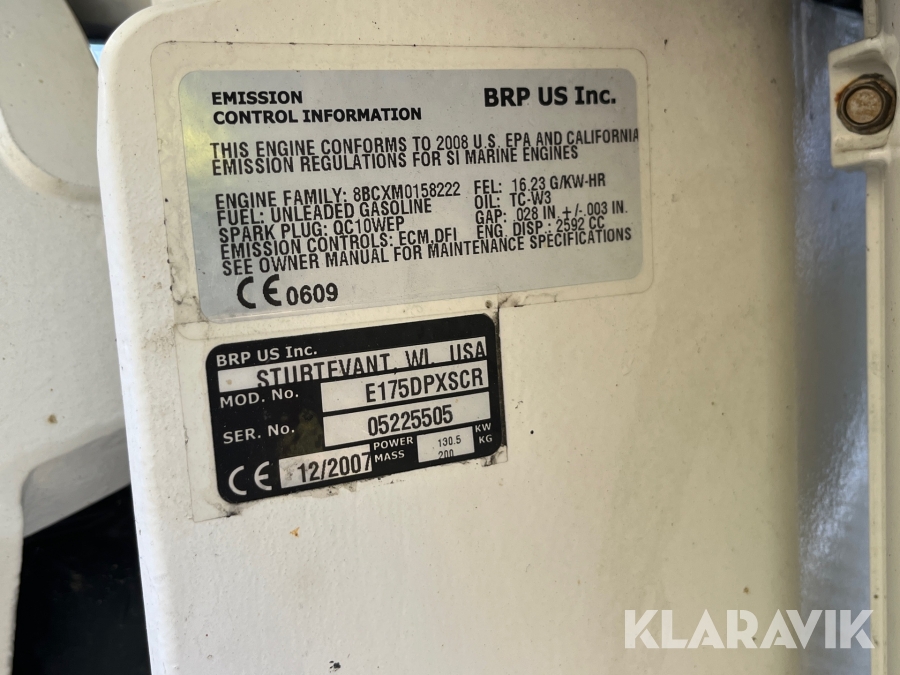 EMISSION
CONTROL INFORMATION
BRP US Inc.
THIS ENGINE CONFORMS TO 2008 U.S. EPA AND CALIFORNIA
EMISSION REGULATIONS FOR SI MARINE ENGINES
ENGINE FAMILY: 8BCXM0158222 FEL: 16.23 G/KW-HR
FUEL: UNLEADED GASOLINE OIL: TC-W3
SPARK PLUG: QC10WEP GAP: .028 IN.+/-.003 IN.
EMISSION CONTROLS: ECM,DFI ENG. DISP.: 2592 CC
SEE OWNER MANUAL FOR MAINTENANCE SPECIFICATIONS
CE 0609
BRP US Inc.
STURTEVANT, WI, USA
MOD. No. E175DPXSCR
SER. No. 05225505
CE 12/2007 POWER 130.5 KW
MASS 200 KG
KLARAVIK